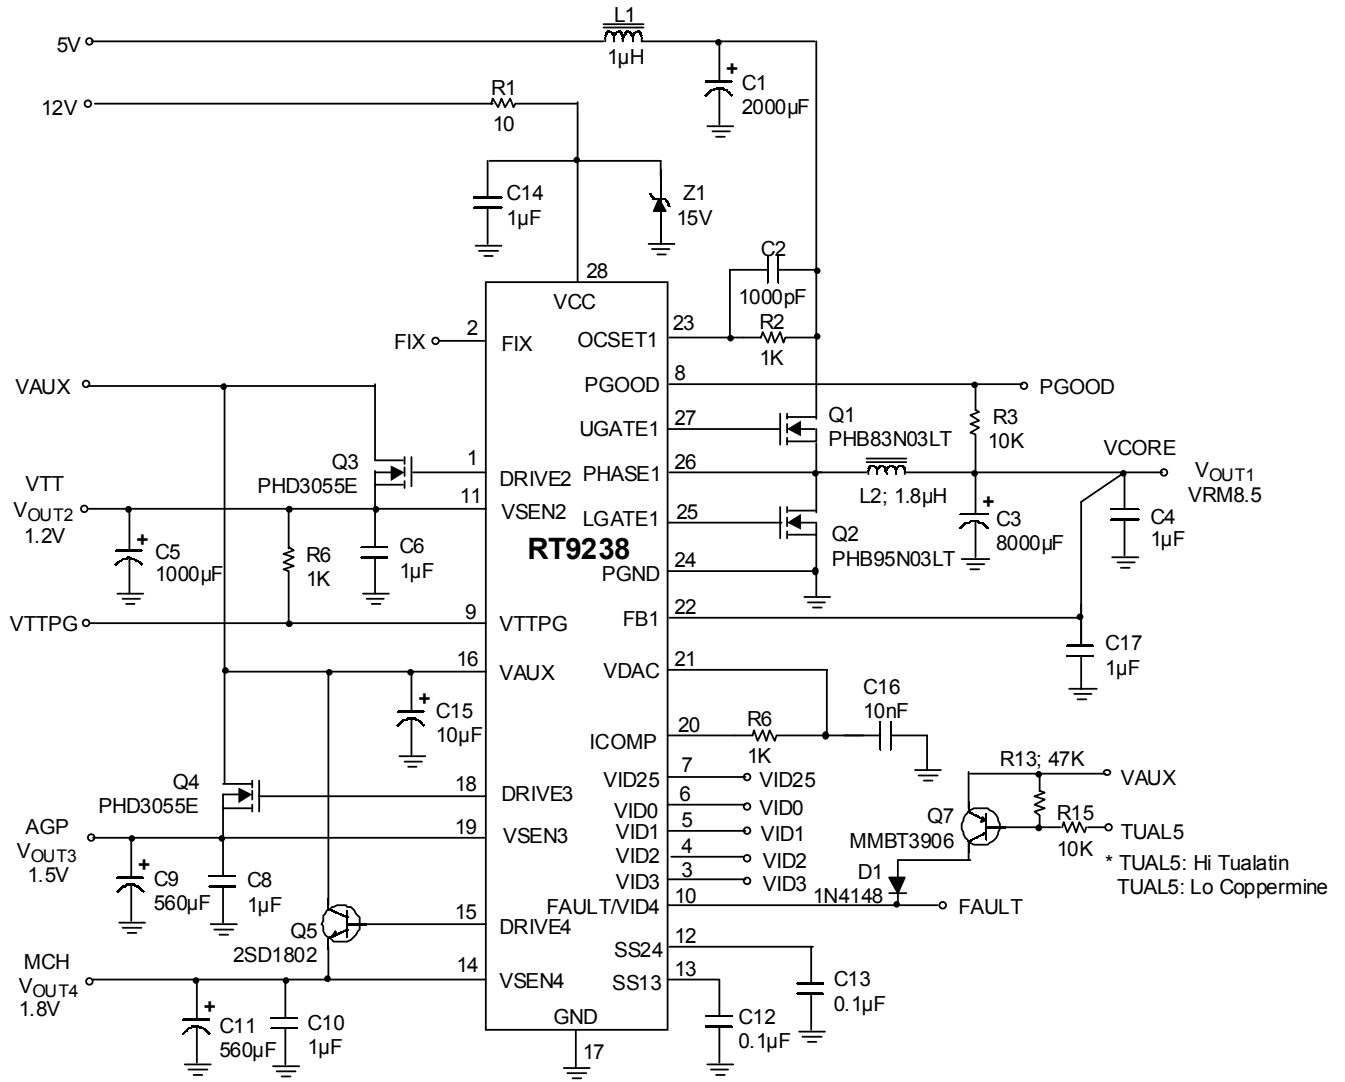 L1
5V
1µH
+
C1
2000µF
R1
12V
10
C14
1µF
Z1
15V
C2
1000pF
28
VCC
23
R2
1K
2
FIX
FIX
OCSET1
8
VAUX
PGOOD
PGOOD
27
Q1
PHB83N03LT
R3
10K
UGATE1
VCORE
Q3
PHD3055E
1
DRIVE2
26
PHASE1
L2; 1.8µH
VOUT1
VRM8.5
VTT
VOUT2
1.2V
11
VSEN2
25
LGATE1
+
C3
8000µF
C4
1µF
+
C5
1000µF
R6
1K
C6
1µF
RT9238
Q2
PHB95N03LT
24
PGND
22
FB1
VTTPG
9
VTTPG
C17
1µF
16
VAUX
21
VDAC
+
C15
10µF
C16
10nF
20
ICOMP
R6
1K
R13; 47K
VAUX
7
VID25
VID25
Q4
PHD3055E
18
DRIVE3
6
VID0
VID0
Q7
MMBT3906
R15
10K
TUAL5
AGP
VOUT3
1.5V
19
VSEN3
5
VID1
VID1
4
VID2
VID2
* TUAL5: Hi Tualatin
TUAL5: Lo Coppermine
+
C9
560µF
C8
1µF
3
VID3
VID3
D1
1N4148
FAULT/VID4
10
FAULT
Q5
2SD1802
15
DRIVE4
12
SS24
MCH
VOUT4
1.8V
14
VSEN4
13
SS13
C13
0.1µF
+
C11
560µF
C10
1µF
GND
17
C12
0.1µF